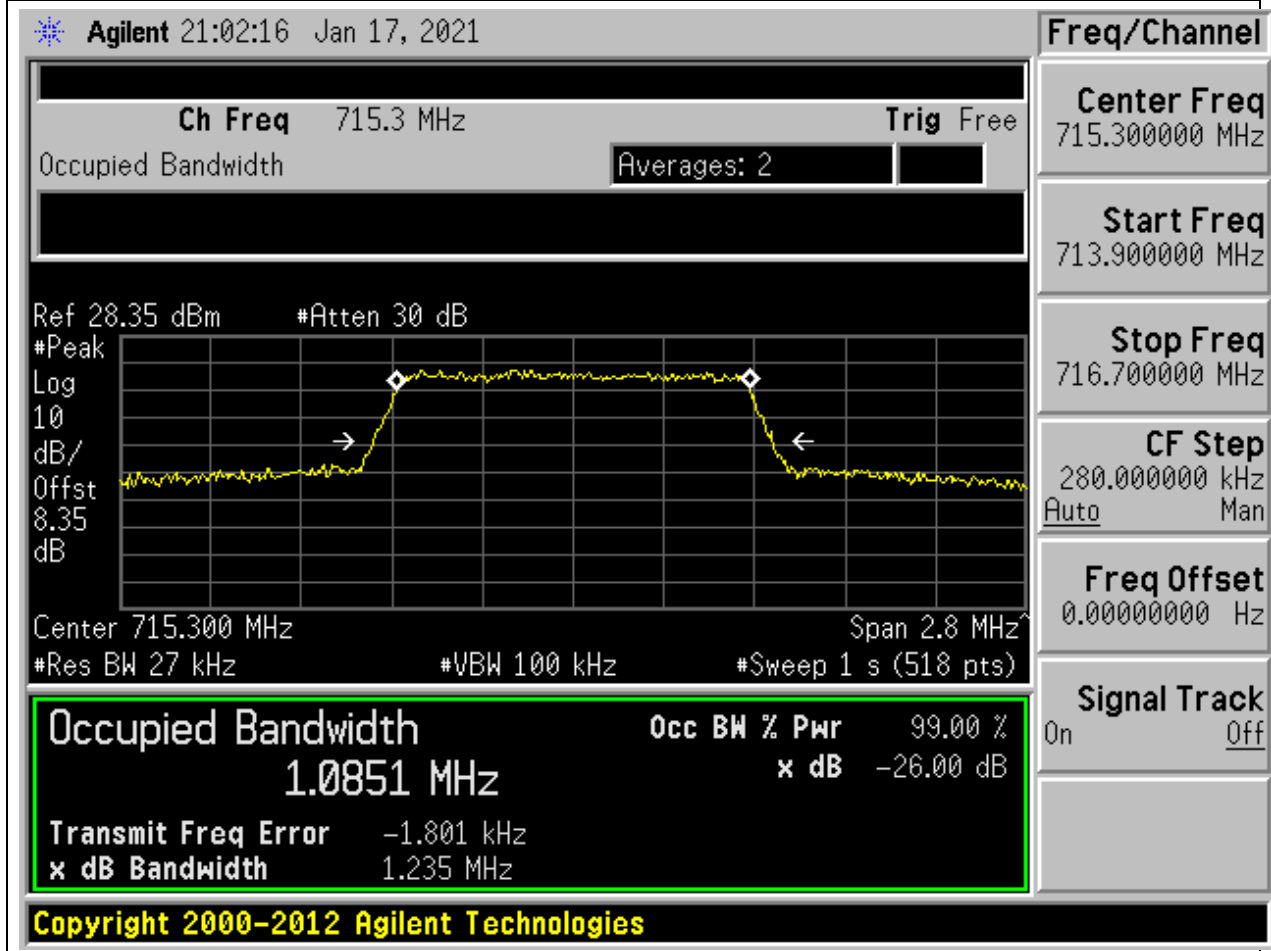 Agilent 21:02:16 Jan 17, 2021
Freq/Channel
Ch Freq 715.3 MHz Trig Free
Occupied Bandwidth Averages: 2
Center Freq
715.300000 MHz
Start Freq
713.900000 MHz
Stop Freq
716.700000 MHz
CF Step
280.000000 kHz
Auto Man
Freq Offset
0.00000000 Hz
Signal Track
On Off
Ref 28.35 dBm #Atten 30 dB
#Peak
Log
10
dB/
Offst
8.35
dB
Center 715.300 MHz Span 2.8 MHz^
#Res BW 27 kHz #VBW 100 kHz #Sweep 1 s (518 pts)
Occupied Bandwidth
1.0851 MHz
Occ BW % Pwr 99.00 %
x dB -26.00 dB
Transmit Freq Error -1.801 kHz
x dB Bandwidth 1.235 MHz
Copyright 2000-2012 Agilent Technologies